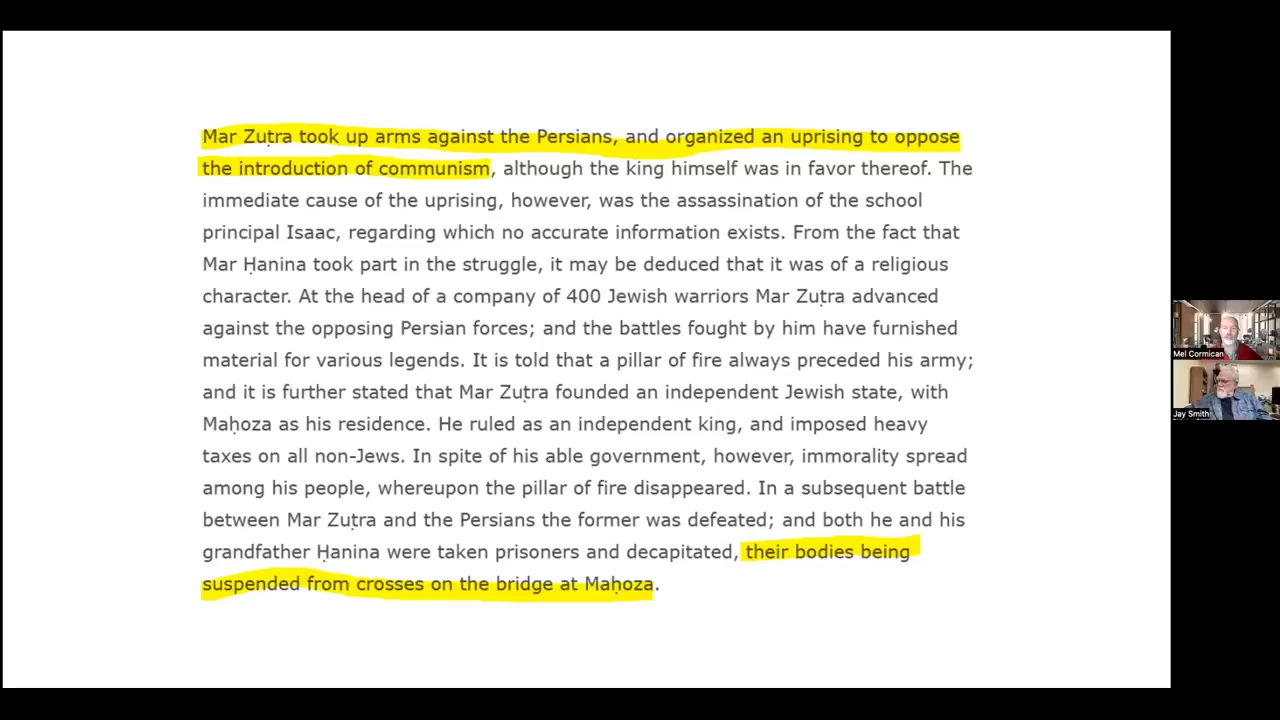 Mar Zuṭra took up arms against the Persians, and organized an uprising to oppose
the introduction of communism, although the king himself was in favor thereof. The
immediate cause of the uprising, however, was the assassination of the school
principal Isaac, regarding which no accurate information exists. From the fact that
Mar Ḥanina took part in the struggle, it may be deduced that it was of a religious
character. At the head of a company of 400 Jewish warriors Mar Zuṭra advanced
against the opposing Persian forces; and the battles fought by him have furnished
material for various legends. It is told that a pillar of fire always preceded his army;
and it is further stated that Mar Zuṭra founded an independent Jewish state, with
Maḥoza as his residence. He ruled as an independent king, and imposed heavy
taxes on all non-Jews. In spite of his able government, however, immorality spread
among his people, whereupon the pillar of fire disappeared. In a subsequent battle
between Mar Zuṭra and the Persians the former was defeated; and both he and his
grandfather Ḥanina were taken prisoners and decapitated, their bodies being
suspended from crosses on the bridge at Maḥoza.
Mel Cormican
Jay Smith